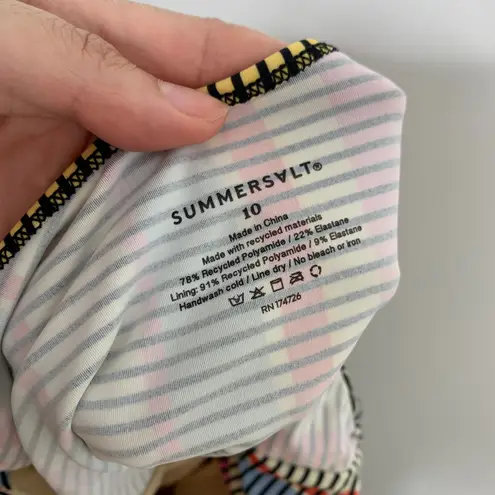 SUMMERSALT®
10
Made in China
Made with recycled materials
78% Recycled Polyamide / 22% Elastane
Lining: 91% Recycled Polyamide / 9% Elastane
Handwash cold / Line dry / No bleach or iron
RN 174726